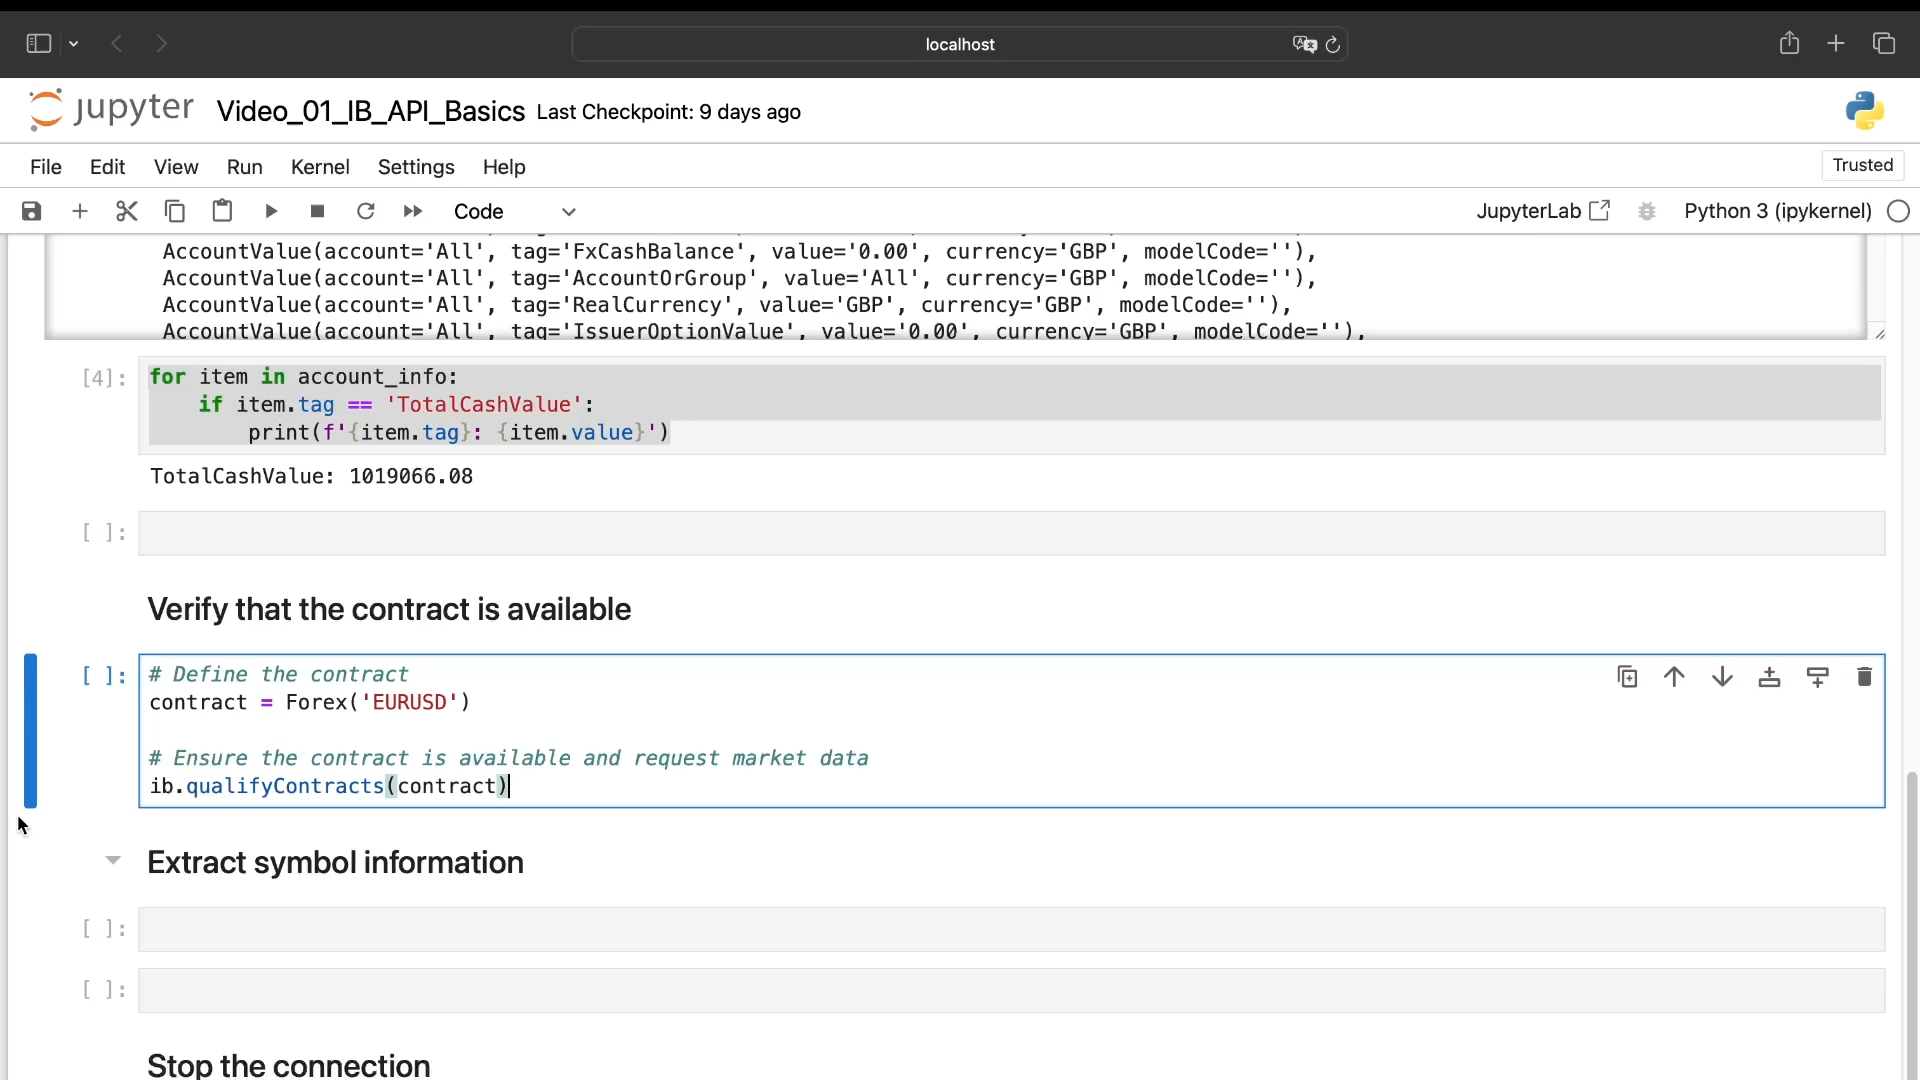 localhost
jupyter Video_01_IB_API_Basics Last Checkpoint: 9 days ago
File Edit View Run Kernel Settings Help Trusted
Code JupyterLab Python 3 (ipykernel)
AccountValue(account='All', tag='FxCashBalance', value='0.00', currency='GBP', modelCode=''),
AccountValue(account='All', tag='AccountOrGroup', value='All', currency='GBP', modelCode=''),
AccountValue(account='All', tag='RealCurrency', value='GBP', currency='GBP', modelCode=''),
AccountValue(account='All', tag='IssuerOptionValue', value='0.00', currency='GBP', modelCode=''),
[4]: for item in account_info:
if item.tag == 'TotalCashValue':
print(f'{item.tag}: {item.value}')
TotalCashValue: 1019066.08
[ ]:
Verify that the contract is available
[ ]: # Define the contract
contract = Forex('EURUSD')
# Ensure the contract is available and request market data
ib.qualifyContracts(contract)
Extract symbol information
[ ]:
[ ]:
Stop the connection